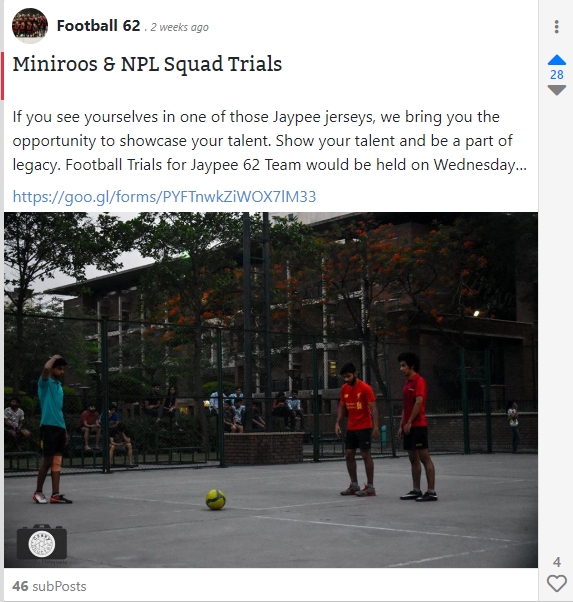 Football 62 . 2 weeks ago
Miniroos & NPL Squad Trials
28
If you see yourselves in one of those Jaypee jerseys, we bring you the
opportunity to showcase your talent. Show your talent and be a part of
legacy. Football Trials for Jaypee 62 Team would be held on Wednesday...
https://goo.gl/forms/PYFTnwkZiWOX7lM33
4
46 subPosts